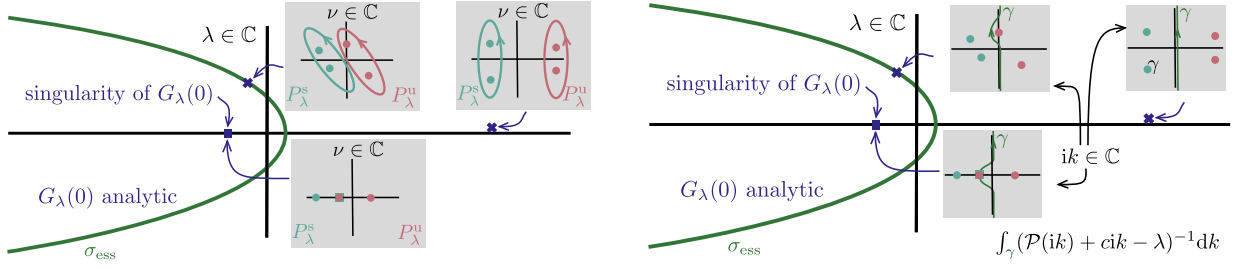 λ ∈ ℂ
ν ∈ ℂ
P_λ^s
P_λ^u
ν ∈ ℂ
P_λ^s
P_λ^u
singularity of G_λ(0)
ν ∈ ℂ
P_λ^s
P_λ^u
G_λ(0) analytic
σ_ess
λ ∈ ℂ
γ
γ
γ
singularity of G_λ(0)
γ
ik ∈ ℂ
G_λ(0) analytic
σ_ess
∫_γ (𝒫(ik) + cik − λ)^{−1}dk